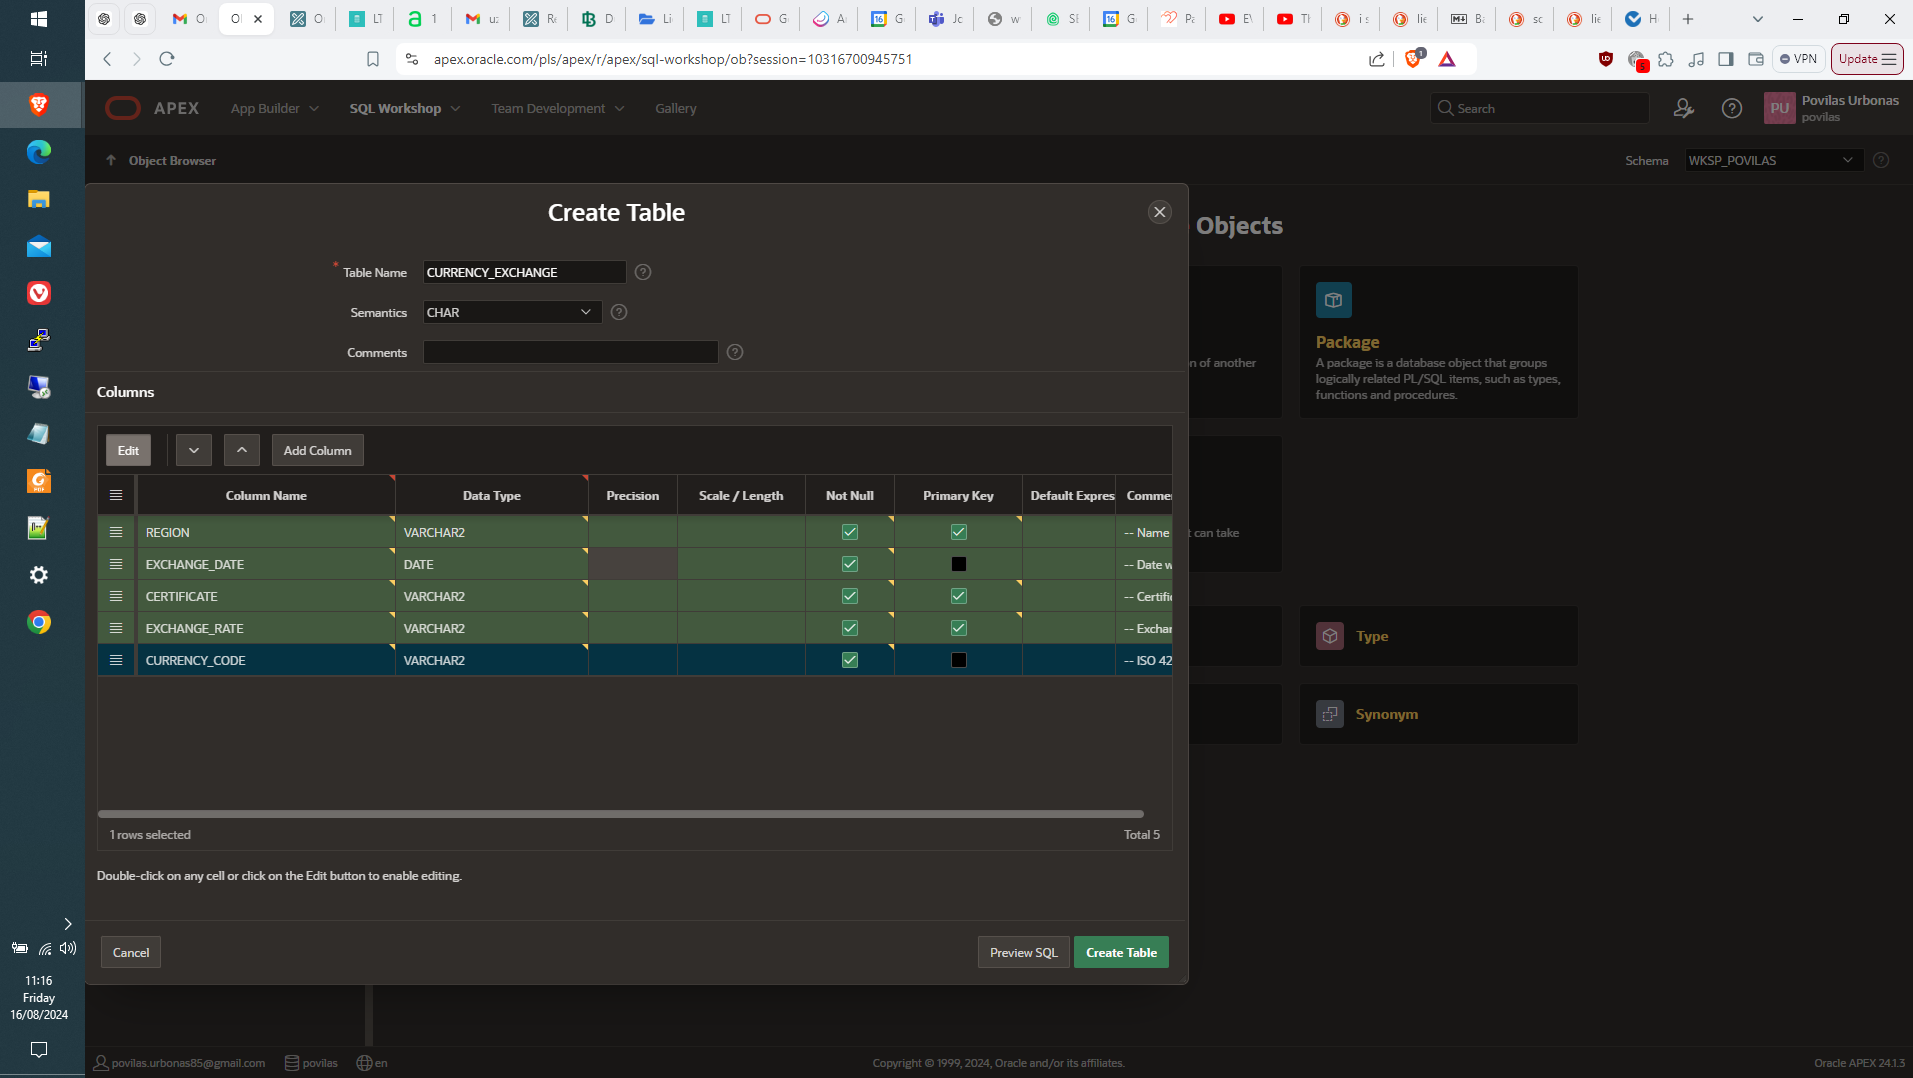 apex.oracle.com/pls/apex/r/apex/sql-workshop/ob?session=10316700945751
VPN
Update
APEX
App Builder
SQL Workshop
Team Development
Gallery
Search
PU
Povilas Urbonas
povilas
Object Browser
Schema
WKSP_POVILAS
Create Table
Objects
* Table Name
CURRENCY_EXCHANGE
Semantics
CHAR
Comments
n of another
Package
A package is a database object that groups
logically related PL/SQL items, such as types,
functions and procedures.
Columns
Edit
Add Column
Column Name
Data Type
Precision
Scale / Length
Not Null
Primary Key
Default Expres
Comme
REGION
VARCHAR2
-- Name
t can take
EXCHANGE_DATE
DATE
-- Date w
CERTIFICATE
VARCHAR2
-- Certifi
EXCHANGE_RATE
VARCHAR2
-- Exchar
Type
CURRENCY_CODE
VARCHAR2
-- ISO 42
Synonym
1 rows selected
Total 5
Double-click on any cell or click on the Edit button to enable editing.
Cancel
Preview SQL
Create Table
11:16
Friday
16/08/2024
povilas.urbonas85@gmail.com
povilas
en
Copyright © 1999, 2024, Oracle and/or its affiliates.
Oracle APEX 24.1.3